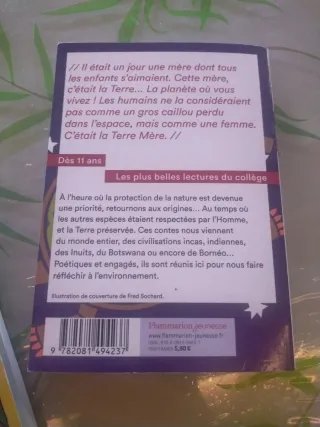 // Il était un jour une mère dont tous
les enfants s'aimaient. Cette mère,
c'était la Terre... La planète où vous
vivez ! Les humains ne la considéraient
pas comme un gros caillou perdu
dans l'espace, mais comme une femme.
C'était la Terre Mère. //
Dès 11 ans
Les plus belles lectures du collège
À l'heure où la protection de la nature est devenue
une priorité, retournons aux origines... Au temps où
les autres espèces étaient respectées par l'Homme,
et la Terre préservée. Ces contes nous viennent
du monde entier, des civilisations incas, indiennes,
des Inuits, du Botswana ou encore de Bornéo...
Poétiques et engagés, ils sont réunis ici pour nous faire
réfléchir à l'environnement.
Illustration de couverture de Fred Sochard.
Flammarion jeunesse
www.flammarion-jeunesse.fr
5,60 €
9 782081 494237